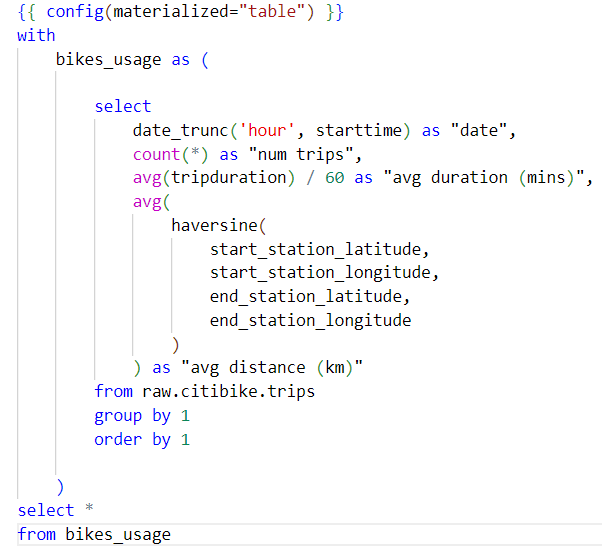 {{ config(materialized="table") }}
with
    bikes_usage as (

        select
            date_trunc('hour', starttime) as "date",
            count(*) as "num trips",
            avg(tripduration) / 60 as "avg duration (mins)",
            avg(
                haversine(
                    start_station_latitude,
                    start_station_longitude,
                    end_station_latitude,
                    end_station_longitude
                )
            ) as "avg distance (km)"
        from raw.citibike.trips
        group by 1
        order by 1

    )
select *
from bikes_usage